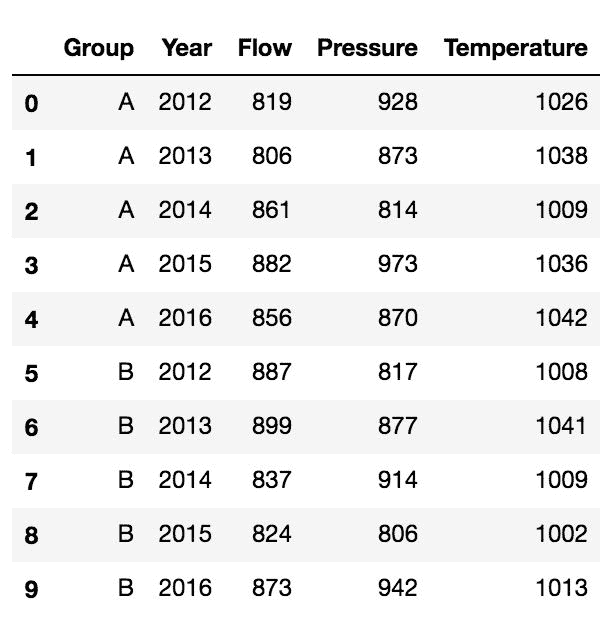 Group Year Flow Pressure Temperature
0 A 2012 819 928 1026
1 A 2013 806 873 1038
2 A 2014 861 814 1009
3 A 2015 882 973 1036
4 A 2016 856 870 1042
5 B 2012 887 817 1008
6 B 2013 899 877 1041
7 B 2014 837 914 1009
8 B 2015 824 806 1002
9 B 2016 873 942 1013